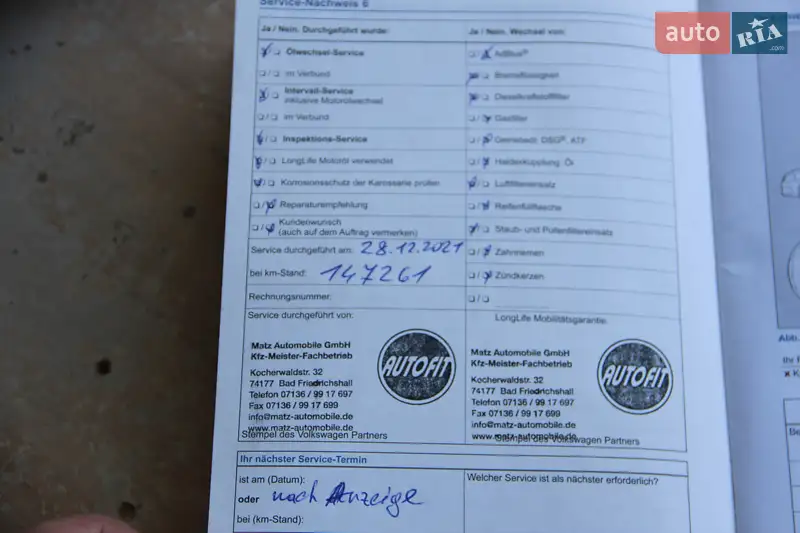 Service-Nachweis 6
Ja / Nein. Durchgeführt wurde:
Ölwechsel-Service
im Verbund
Intervall-Service
inklusive Motorölwechsel
im Verbund
Inspektions-Service
LongLife Motoröl verwendet
Korrosionsschutz der Karosserie prüfen
Reparaturempfehlung
Kundenwunsch
(auch auf dem Auftrag vermerken)
Service durchgeführt am: 28.12.2021
bei km-Stand: 147261
Rechnungsnummer:
Service durchgeführt von:
Matz Automobile GmbH
Kfz-Meister-Fachbetrieb
Kocherwaldstr. 32
74177 Bad Friedrichshall
Telefon 07136 / 99 17 697
Fax 07136 / 99 17 699
info@matz-automobile.de
www.matz-automobile.de
AUTOFIT
Stempel des Volkswagen Partners
Ja / Nein. Wechsel von:
AdBlue®
Bremsflüssigkeit
Dieselkraftstofffilter
Gasfilter
Getriebeöl: DSG®, ATF
Haldenkupplung: Öl
Luftfiltereinsatz
Reifenfüllflasche
Staub- und Pollenfiltereinsatz
Zahnriemen
Zündkerzen
LongLife Mobilitätsgarantie.
Matz Automobile GmbH
Kfz-Meister-Fachbetrieb
Kocherwaldstr. 32
74177 Bad Friedrichshall
Telefon 07136 / 99 17 697
Fax 07136 / 99 17 699
info@matz-automobile.de
www.matz-automobile.de
AUTOFIT
Stempel des Volkswagen Partners
Ihr nächster Service-Termin
ist am (Datum):
oder nach Anzeige
bei (km-Stand):
Welcher Service ist als nächster erforderlich?
auto RIA .com
Abb.